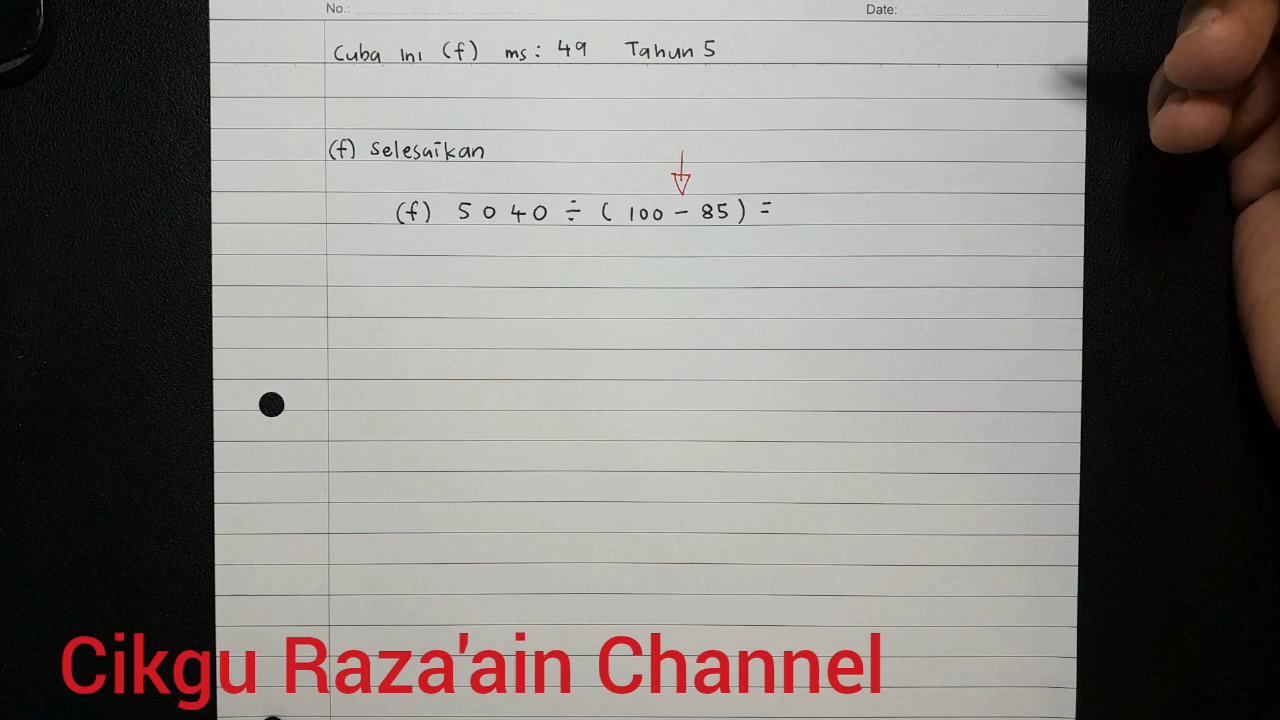 No.: Date:
Cuba Ini (f) ms: 49 Tahun 5
(f) Selesaikan
(f) 5040 ÷ (100 - 85) =
Cikgu Raza'ain Channel